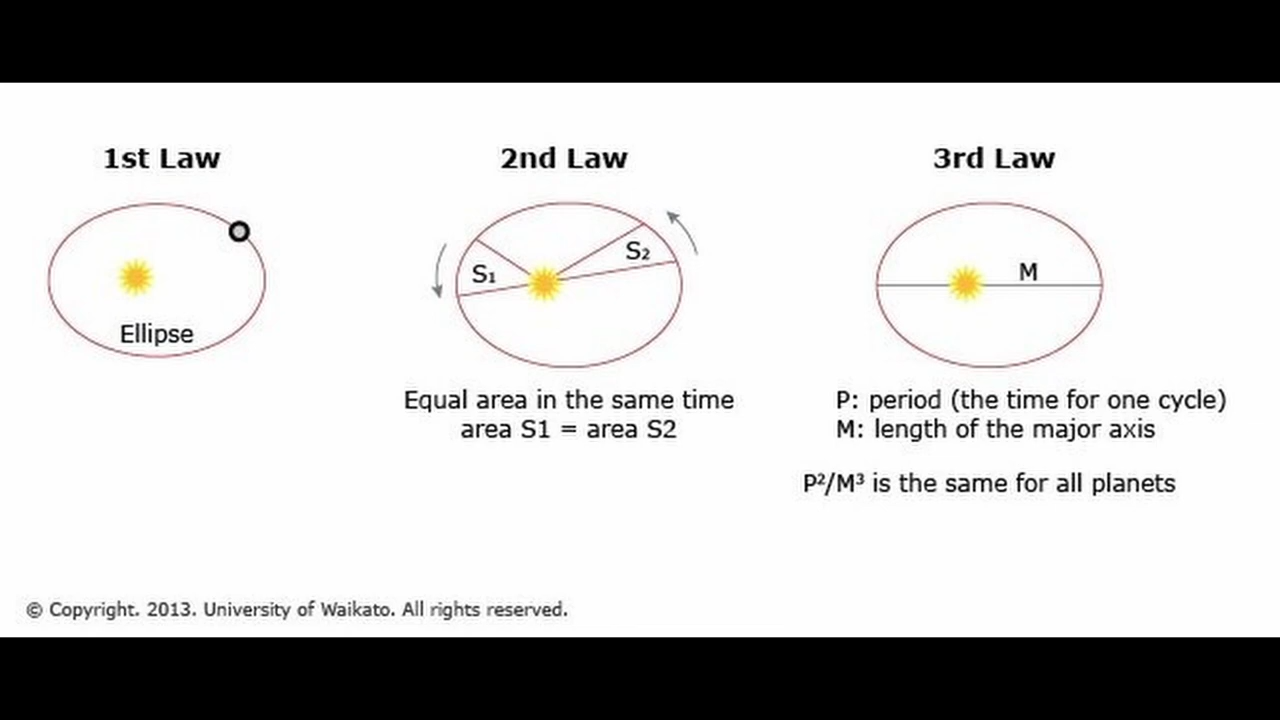 1st Law
Ellipse
2nd Law
S₁
S₂
Equal area in the same time
area S1 = area S2
3rd Law
M
P: period (the time for one cycle)
M: length of the major axis
P²/M³ is the same for all planets
© Copyright. 2013. University of Waikato. All rights reserved.